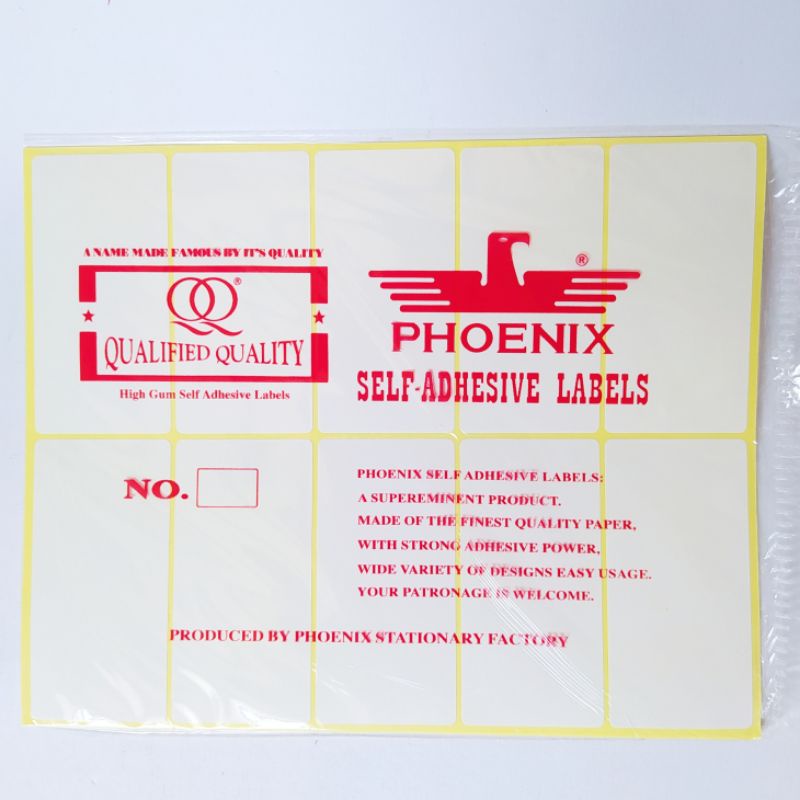 A NAME MADE FAMOUS BY IT'S QUALITY
QQ®
QUALIFIED QUALITY
High Gum Self Adhesive Labels
®
PHOENIX
SELF-ADHESIVE LABELS
NO.
PHOENIX SELF ADHESIVE LABELS:
A SUPEREMINENT PRODUCT.
MADE OF THE FINEST QUALITY PAPER,
WITH STRONG ADHESIVE POWER,
WIDE VARIETY OF DESIGNS EASY USAGE.
YOUR PATRONAGE IS WELCOME.
PRODUCED BY PHOENIX STATIONARY FACTORY